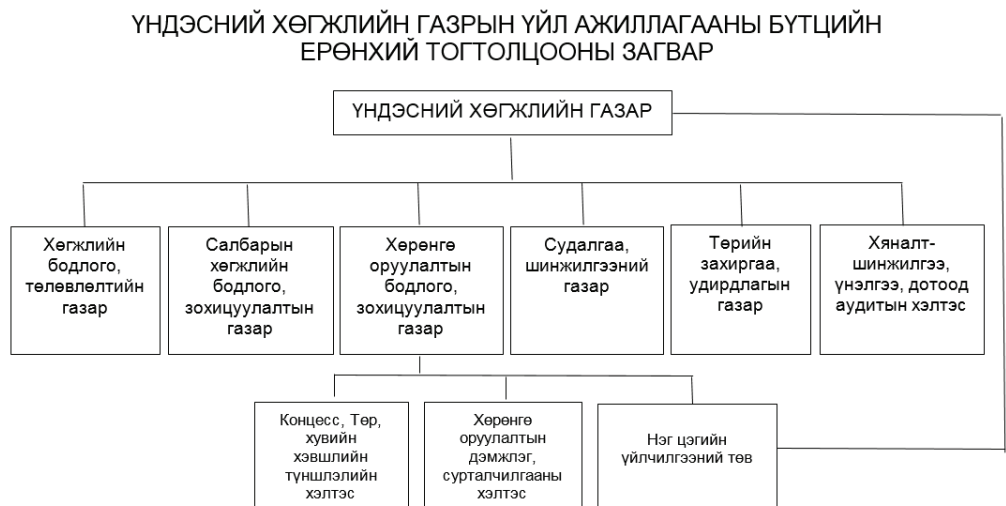 ҮНДЭСНИЙ ХӨГЖЛИЙН ГАЗРЫН ҮЙЛ АЖИЛЛАГААНЫ БҮТЦИЙН
ЕРӨНХИЙ ТОГТОЛЦООНЫ ЗАГВАР
ҮНДЭСНИЙ ХӨГЖЛИЙН ГАЗАР
Хөгжлийн
бодлого,
төлөвлөлтийн
газар
Салбарын
хөгжлийн
бодлого,
зохицуулалтын
газар
Хөрөнгө
оруулалтын
бодлого,
зохицуулалтын
газар
Судалгаа,
шинжилгээний
газар
Төрийн
захиргаа,
удирдлагын
газар
Хяналт-
шинжилгээ,
үнэлгээ, дотоод
аудитын хэлтэс
Концесс, Төр,
хувийн
хэвшлийн
түншлэлийн
хэлтэс
Хөрөнгө
оруулалтын
дэмжлэг,
сурталчилгааны
хэлтэс
Нэг цэгийн
үйлчилгээний төв